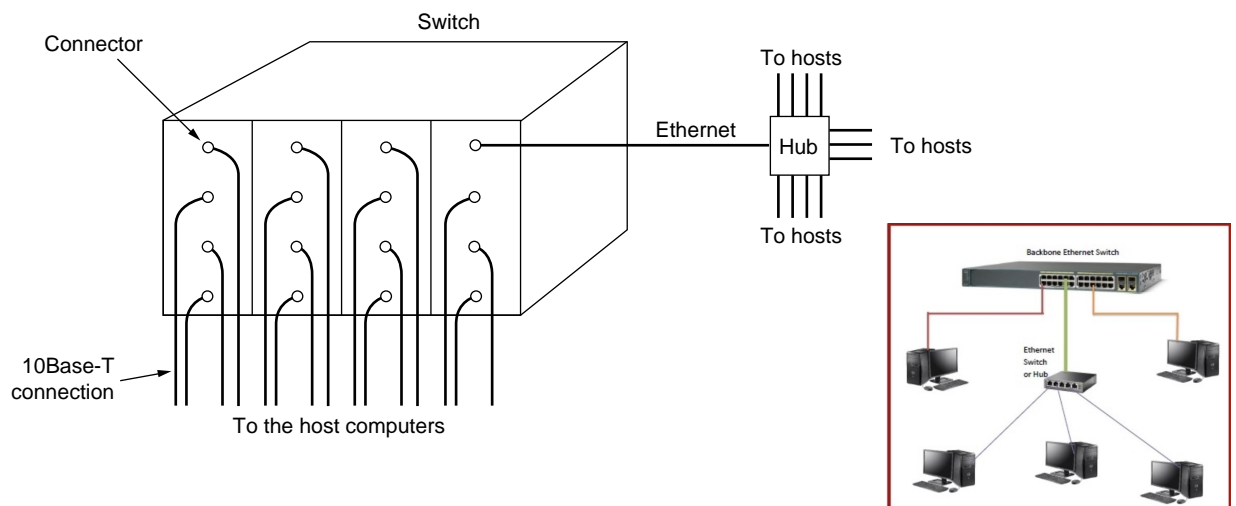 Switch
Connector
To hosts
Ethernet
Hub
To hosts
To hosts
10Base-T
connection
To the host computers
Backbone Ethernet Switch
Ethernet
Switch
or Hub